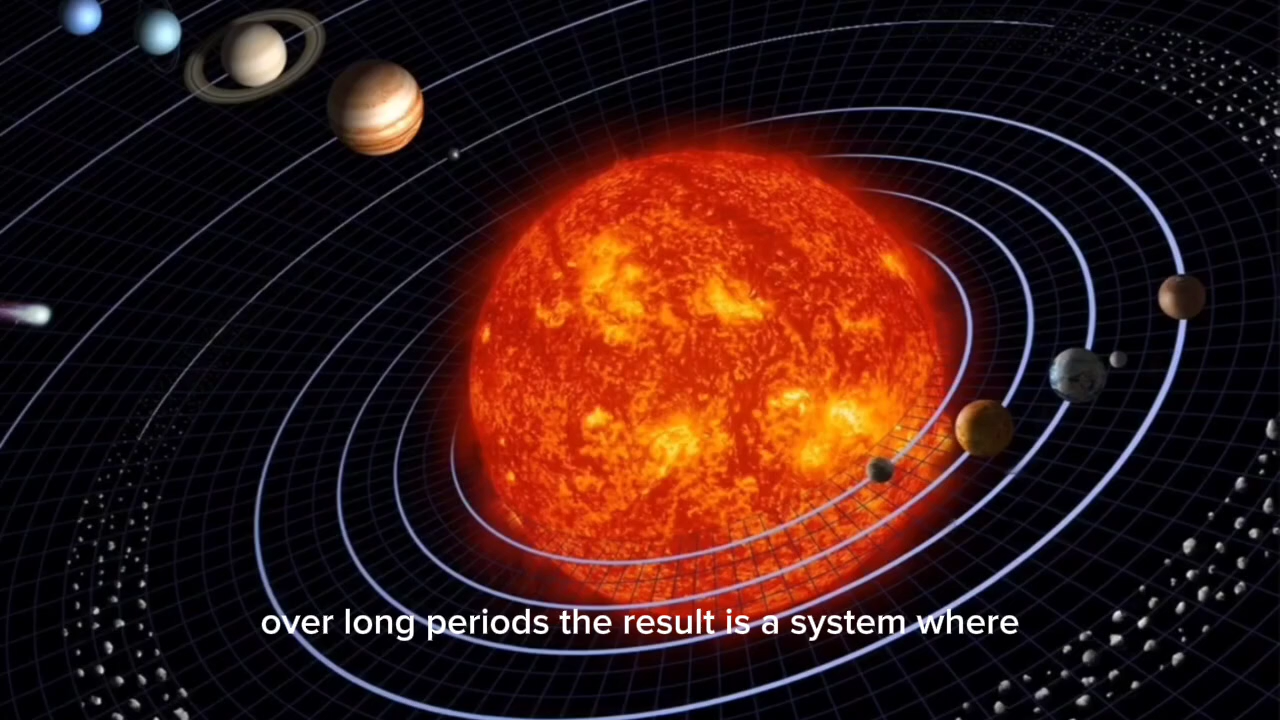 over long periods the result is a system where